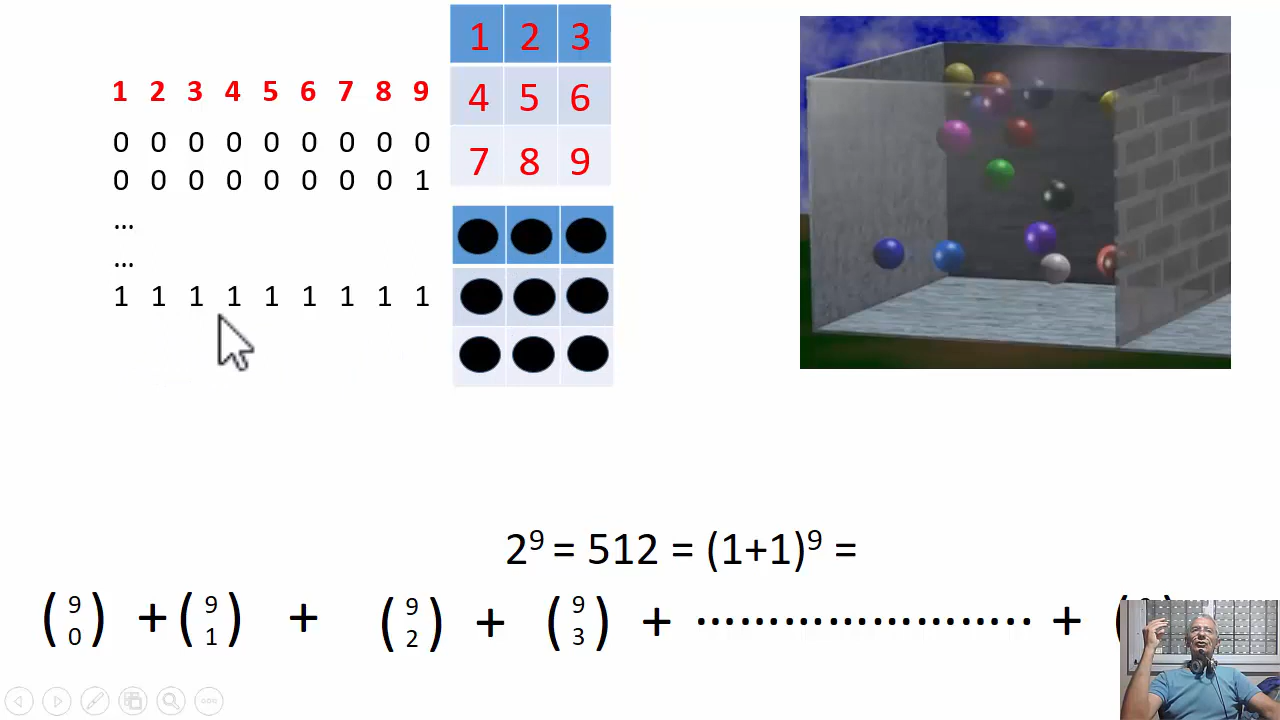 1 2 3 4 5 6 7 8 9
0 0 0 0 0 0 0 0 0
0 0 0 0 0 0 0 0 1
...
...
1 1 1 1 1 1 1 1 1
1 2 3
4 5 6
7 8 9
2⁹ = 512 = (1+1)⁹ =
(9 0) + (9 1) + (9 2) + (9 3) + ........................ + (